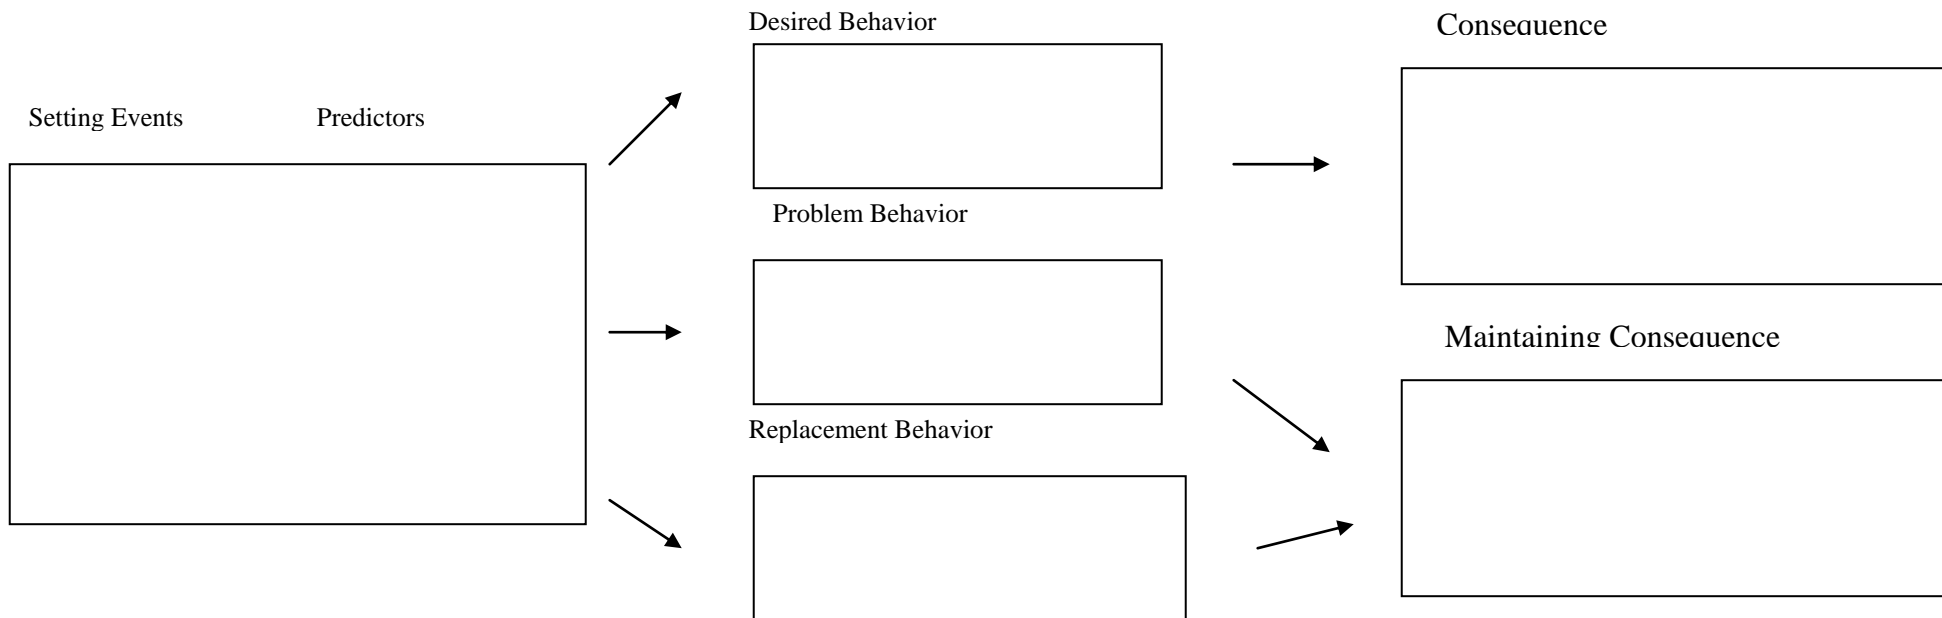 Desired Behavior
Consequence
Setting Events
Predictors
Problem Behavior
Maintaining Consequence
Replacement Behavior